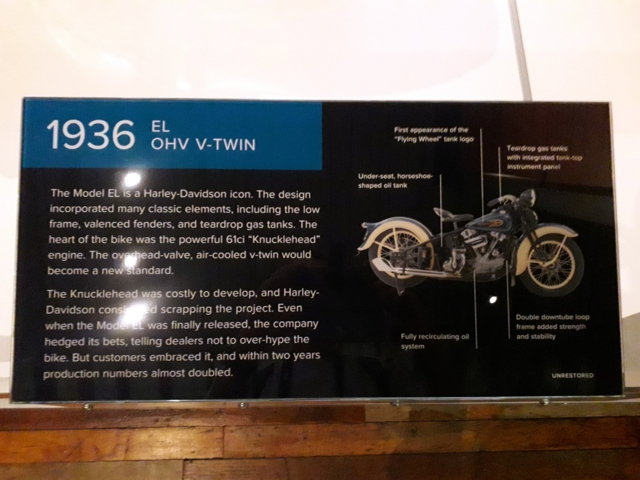 1936 EL
OHV V-TWIN
The Model EL is a Harley-Davidson icon. The design
incorporated many classic elements, including the low
frame, valenced fenders, and teardrop gas tanks. The
heart of the bike was the powerful 61ci "Knucklehead"
engine. The overhead-valve, air-cooled v-twin would
become a new standard.
The Knucklehead was costly to develop, and Harley-
Davidson scrapping the project. Even
when the Model EL was finally released, the company
hedged its bets, telling dealers not to over-hype the
bike. But customers embraced it, and within two years
production numbers almost doubled.
First appearance of the
"Flying Wheel" tank logo
Teardrop gas tanks
with integrated tank-top
instrument panel
Under-seat, horseshoe-
shaped oil tank
Double downtube loop
frame added strength
and stability
Fully recirculating oil
system
UNRESTORED